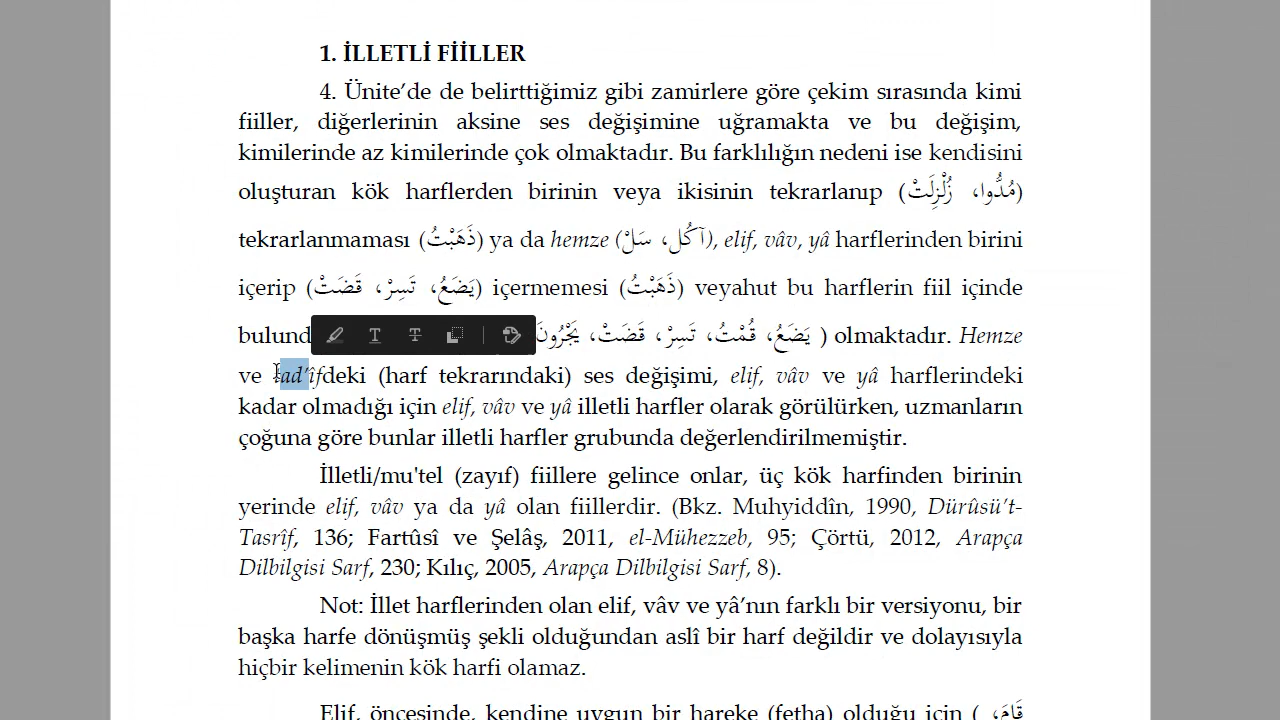 1. İLLETLİ FİİLLER
4. Ünite’de de belirttiğimiz gibi zamirlere göre çekim sırasında kimi
fiiller, diğerlerinin aksine ses değişimine uğramakta ve bu değişim,
kimilerinde az kimilerinde çok olmaktadır. Bu farklılığın nedeni ise kendisini
oluşturan kök harflerden birinin veya ikisinin tekrarlanıp (مُدُّوا، زُلْزِلَتْ)
tekrarlanmaması (ذَهَبْتُ) ya da hemze (آكُل، سَلْ), elif, vâv, yâ harflerinden birini
içerip (يَضَعُ، تَسِرْ، قَضَتْ) içermemesi (ذَهَبْتُ) veyahut bu harflerin fiil içinde
bulund يَضَعُ، قُمْتُ، تَسِرْ، قَضَتْ، يَجْرُونَ ) olmaktadır. Hemze
ve tad’îfdeki (harf tekrarındaki) ses değişimi, elif, vâv ve yâ harflerindeki
kadar olmadığı için elif, vâv ve yâ illetli harfler olarak görülürken, uzmanların
çoğuna göre bunlar illetli harfler grubunda değerlendirilmemiştir.
İlletli/mu'tel (zayıf) fiillere gelince onlar, üç kök harfinden birinin
yerinde elif, vâv ya da yâ olan fiillerdir. (Bkz. Muhyiddîn, 1990, Dürûsü’t-
Tasrîf, 136; Fartûsî ve Şelâş, 2011, el-Mühezzeb, 95; Çörtü, 2012, Arapça
Dilbilgisi Sarf, 230; Kılıç, 2005, Arapça Dilbilgisi Sarf, 8).
Not: İllet harflerinden olan elif, vâv ve yâ’nın farklı bir versiyonu, bir
başka harfe dönüşmüş şekli olduğundan aslî bir harf değildir ve dolayısıyla
hiçbir kelimenin kök harfi olamaz.
Elif, öncesinde, kendine uygun bir hareke (fetha) olduğu için ( قَامَ،